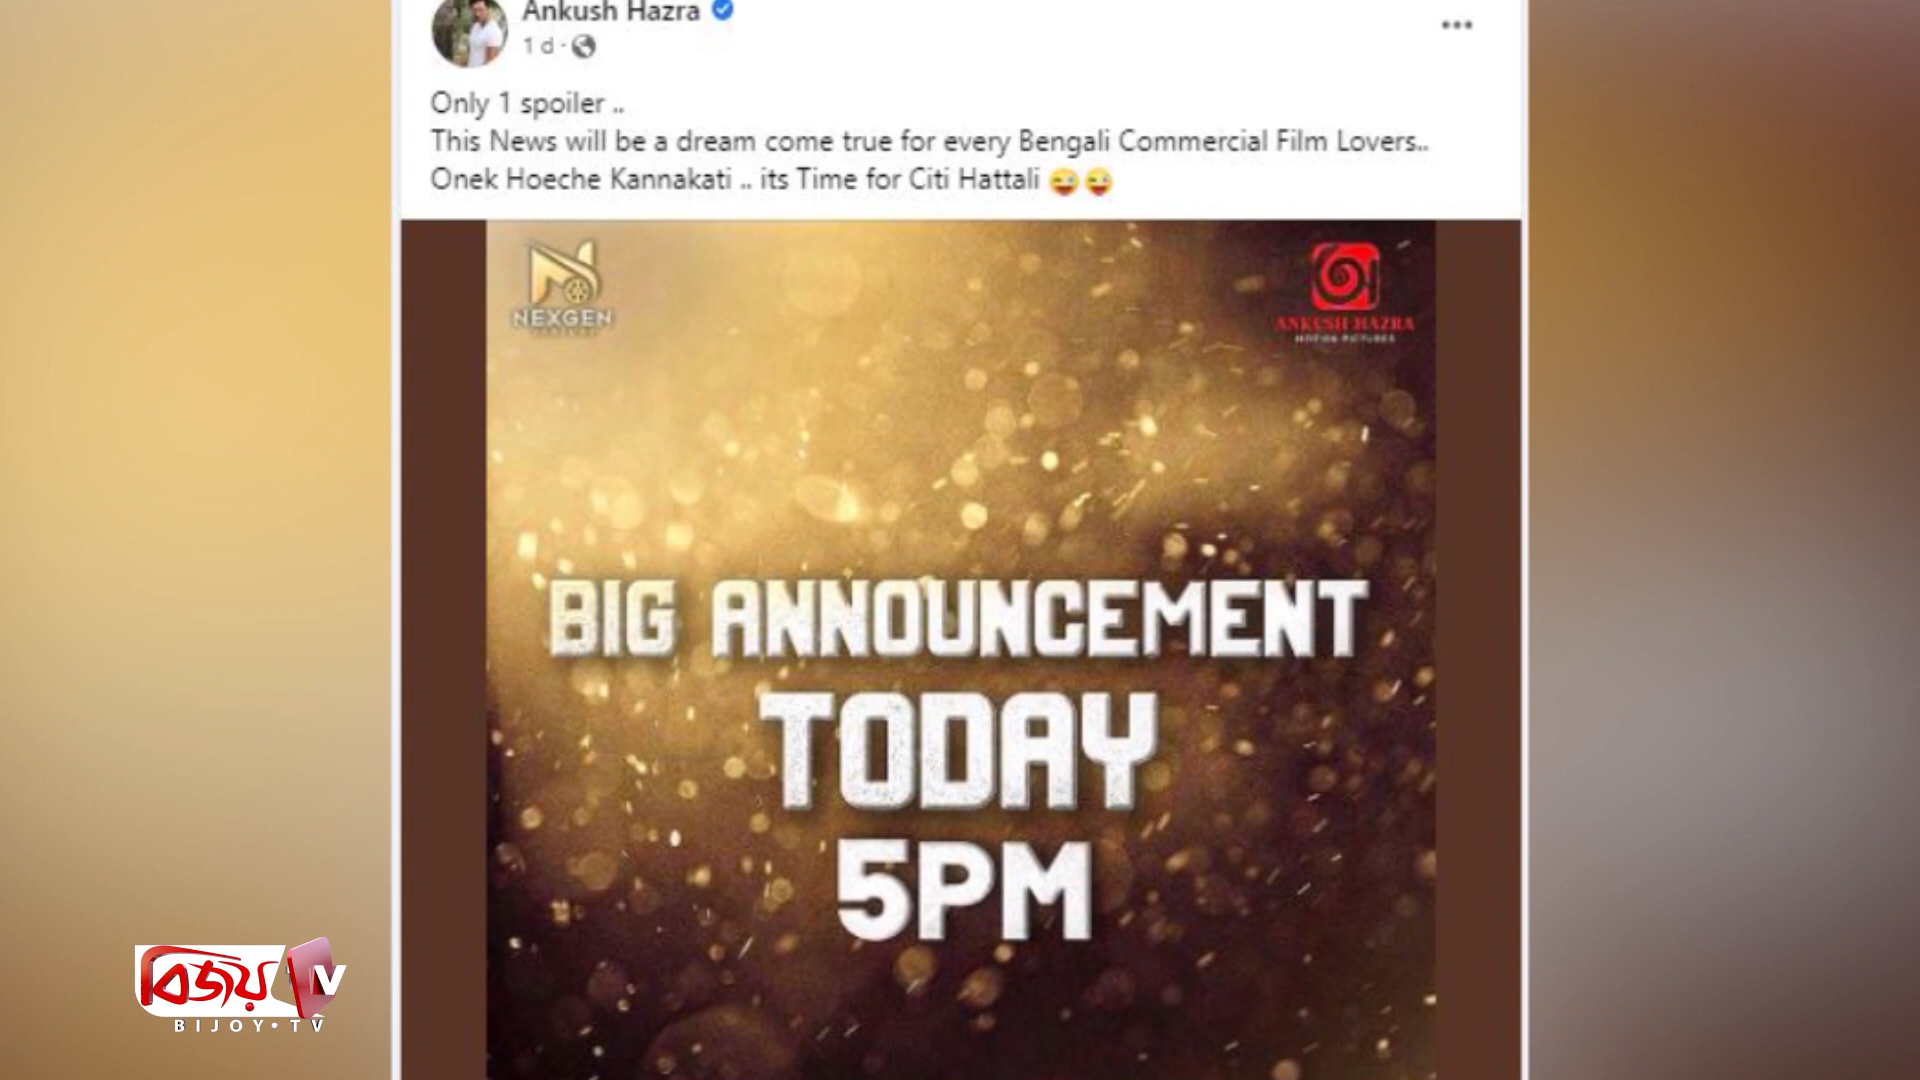 Ankush Hazra
1 d ·
Only 1 spoiler ..
This News will be a dream come true for every Bengali Commercial Film Lovers..
Onek Hoeche Kannakati .. its Time for Citi Hattali 😜😜
NEXGEN
ANKUSH HAZRA
MOTION PICTURES
BIG ANNOUNCEMENT
TODAY
5PM
বিজয় TV
BIJOY•TV